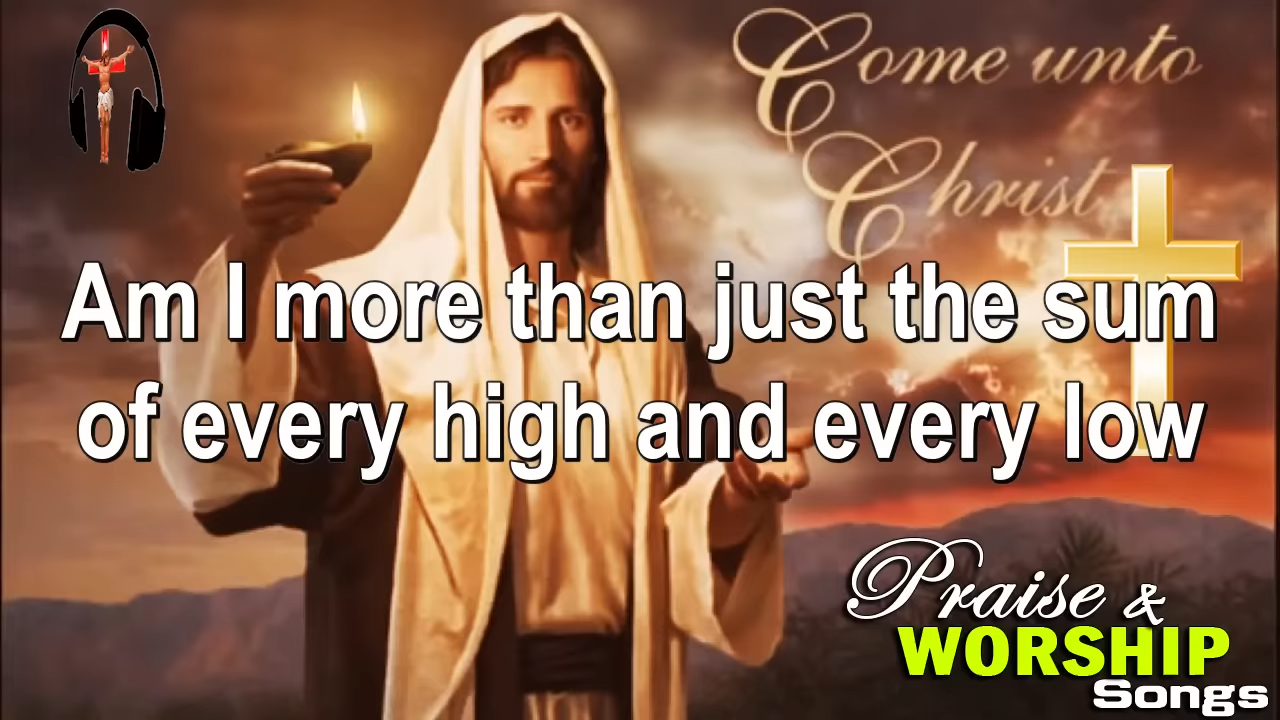 Come unto
Christ
Am I more than just the sum
of every high and every low
Praise &
WORSHIP
Songs